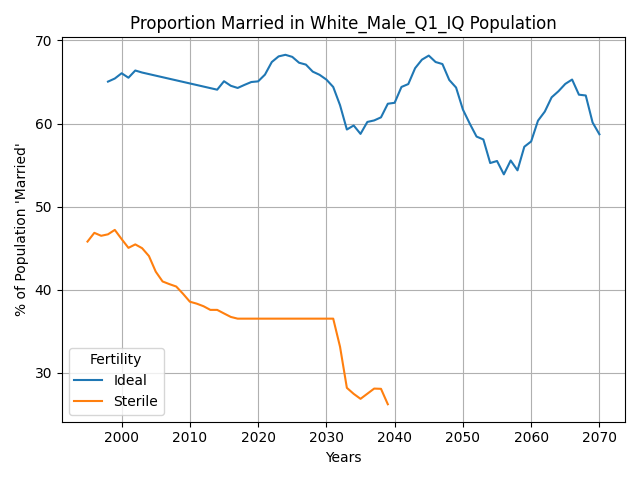 Proportion Married in White_Male_Q1_IQ Population
% of Population 'Married'
70
60
50
40
30
Fertility
Ideal
Sterile
2000 2010 2020 2030 2040 2050 2060 2070
Years